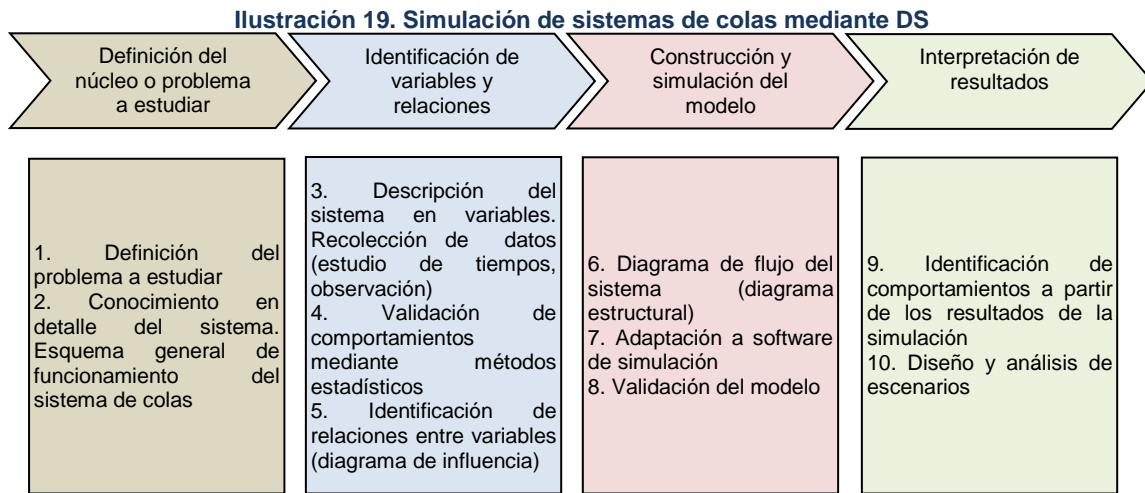 Ilustración 19. Simulación de sistemas de colas mediante DS
Definición del
núcleo o problema
a estudiar
Identificación de
variables y
relaciones
Construcción y
simulación del
modelo
Interpretación de
resultados
1. Definición del
problema a estudiar
2. Conocimiento en
detalle del sistema.
Esquema general de
funcionamiento del
sistema de colas
3. Descripción del
sistema en variables.
Recolección de datos
(estudio de tiempos,
observación)
4. Validación de
comportamientos
mediante métodos
estadísticos
5. Identificación de
relaciones entre variables
(diagrama de influencia)
6. Diagrama de flujo del
sistema (diagrama
estructural)
7. Adaptación a software
de simulación
8. Validación del modelo
9. Identificación de
comportamientos a partir
de los resultados de la
simulación
10. Diseño y análisis de
escenarios